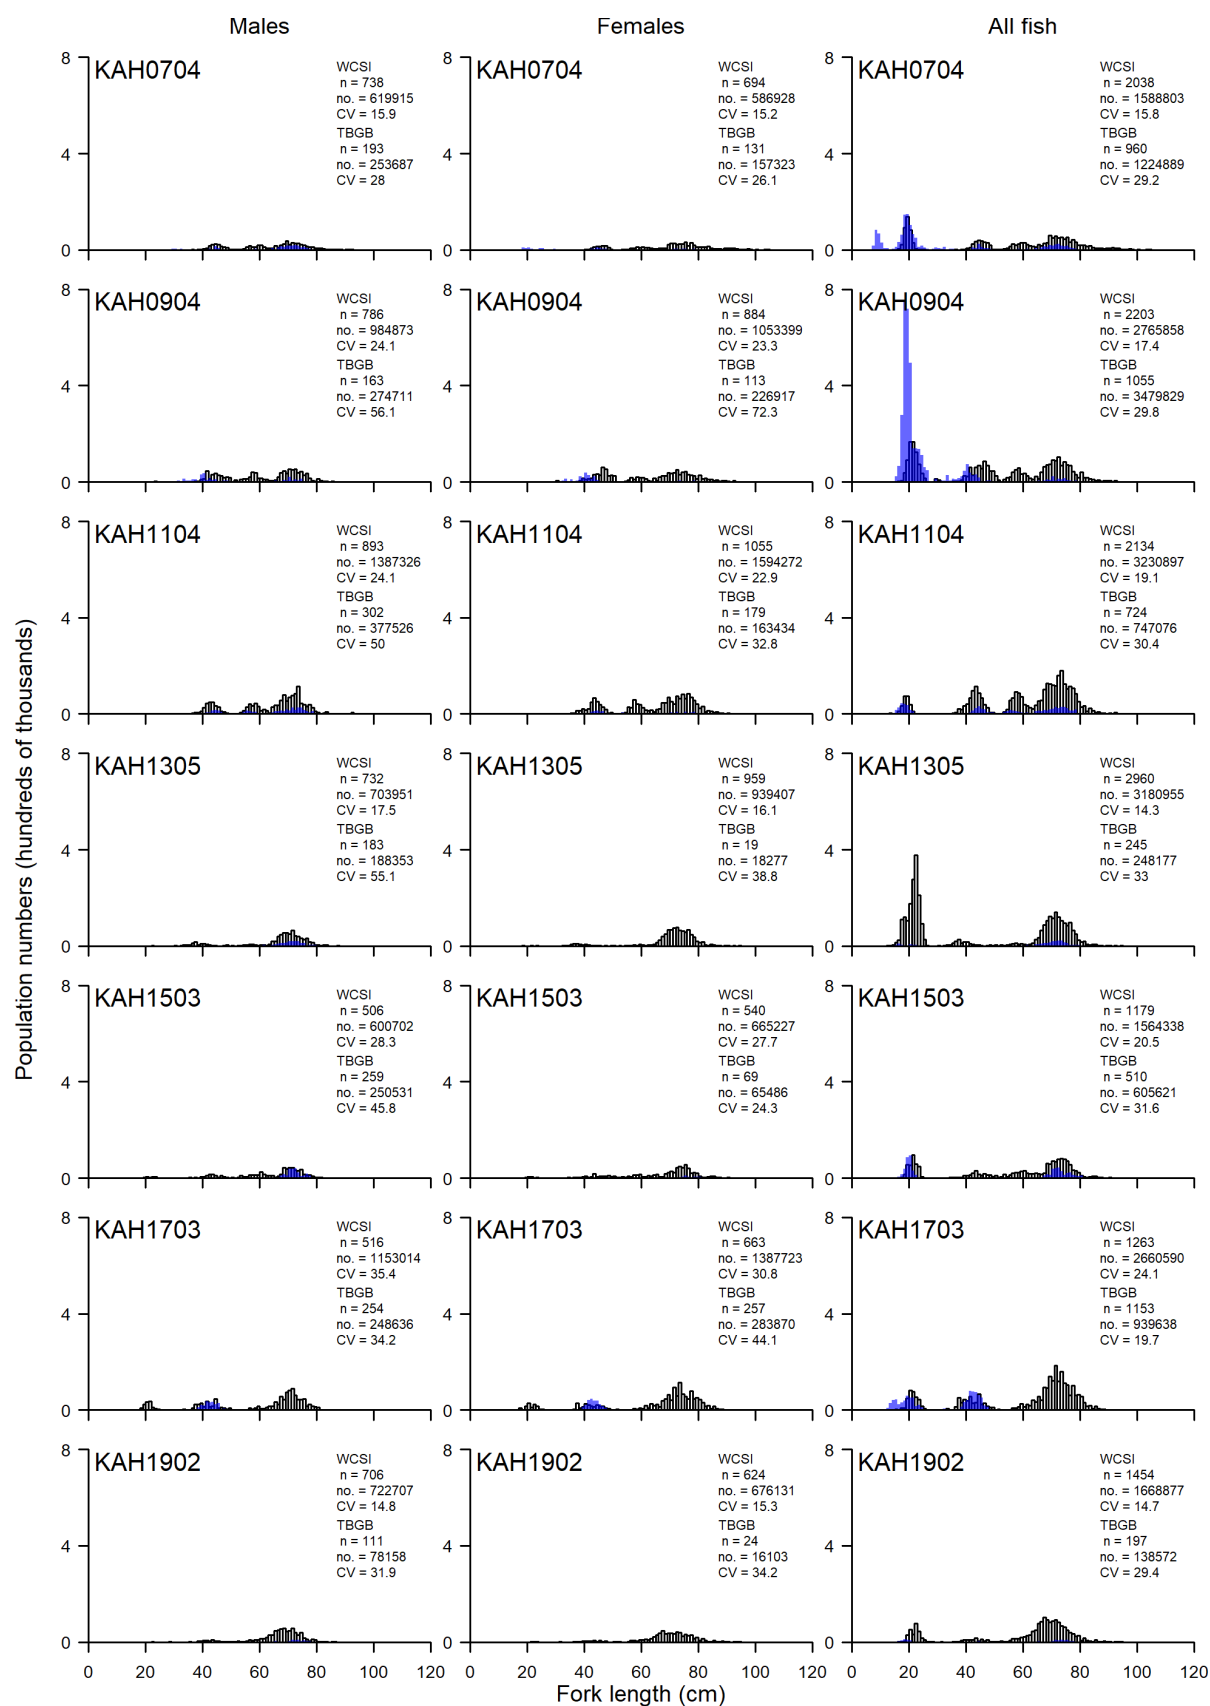 Males
Females
All fish
Population numbers (hundreds of thousands)
8
4
0
KAH0704
WCSI
n = 738
no. = 619915
CV = 15.9
TBGB
n = 193
no. = 253687
CV = 28
KAH0704
WCSI
n = 694
no. = 586928
CV = 15.2
TBGB
n = 131
no. = 157323
CV = 26.1
8
4
0
KAH0704
WCSI
n = 2038
no. = 1588803
CV = 15.8
TBGB
n = 960
no. = 1224889
CV = 29.2
8
4
0
8
4
0
KAH0904
WCSI
n = 786
no. = 984873
CV = 24.1
TBGB
n = 163
no. = 274711
CV = 56.1
8
4
0
KAH0904
WCSI
n = 884
no. = 1053399
CV = 23.3
TBGB
n = 113
no. = 226917
CV = 72.3
8
4
0
KAH0904
WCSI
n = 2203
no. = 2765858
CV = 17.4
TBGB
n = 1055
no. = 3479829
CV = 29.8
8
4
0
KAH1104
WCSI
n = 893
no. = 1387326
CV = 24.1
TBGB
n = 302
no. = 377526
CV = 50
8
4
0
KAH1104
WCSI
n = 1055
no. = 1594272
CV = 22.9
TBGB
n = 179
no. = 163434
CV = 32.8
8
4
0
KAH1104
WCSI
n = 2134
no. = 3230897
CV = 19.1
TBGB
n = 724
no. = 747076
CV = 30.4
8
4
0
KAH1305
WCSI
n = 732
no. = 703951
CV = 17.5
TBGB
n = 183
no. = 188353
CV = 55.1
8
4
0
KAH1305
WCSI
n = 959
no. = 939407
CV = 16.1
TBGB
n = 19
no. = 18277
CV = 38.8
8
4
0
KAH1305
WCSI
n = 2960
no. = 3180955
CV = 14.3
TBGB
n = 245
no. = 248177
CV = 33
8
4
0
KAH1503
WCSI
n = 506
no. = 600702
CV = 28.3
TBGB
n = 259
no. = 250531
CV = 45.8
8
4
0
KAH1503
WCSI
n = 540
no. = 665227
CV = 27.7
TBGB
n = 69
no. = 65486
CV = 24.3
8
4
0
KAH1503
WCSI
n = 1179
no. = 1564338
CV = 20.5
TBGB
n = 510
no. = 605621
CV = 31.6
8
4
0
KAH1703
WCSI
n = 516
no. = 1153014
CV = 35.4
TBGB
n = 254
no. = 248636
CV = 34.2
8
4
0
KAH1703
WCSI
n = 663
no. = 1387723
CV = 30.8
TBGB
n = 257
no. = 283870
CV = 44.1
8
4
0
KAH1703
WCSI
n = 1263
no. = 2660590
CV = 24.1
TBGB
n = 1153
no. = 939638
CV = 19.7
8
4
0
KAH1902
WCSI
n = 706
no. = 722707
CV = 14.8
TBGB
n = 111
no. = 78158
CV = 31.9
8
4
0
KAH1902
WCSI
n = 624
no. = 676131
CV = 15.3
TBGB
n = 24
no. = 16103
CV = 34.2
8
4
0
KAH1902
WCSI
n = 1454
no. = 1668877
CV = 14.7
TBGB
n = 197
no. = 138572
CV = 29.4
0 20 40 60 80 100 120
0 20 40 60 80 100 120
0 20 40 60 80 100 120
Fork length (cm)